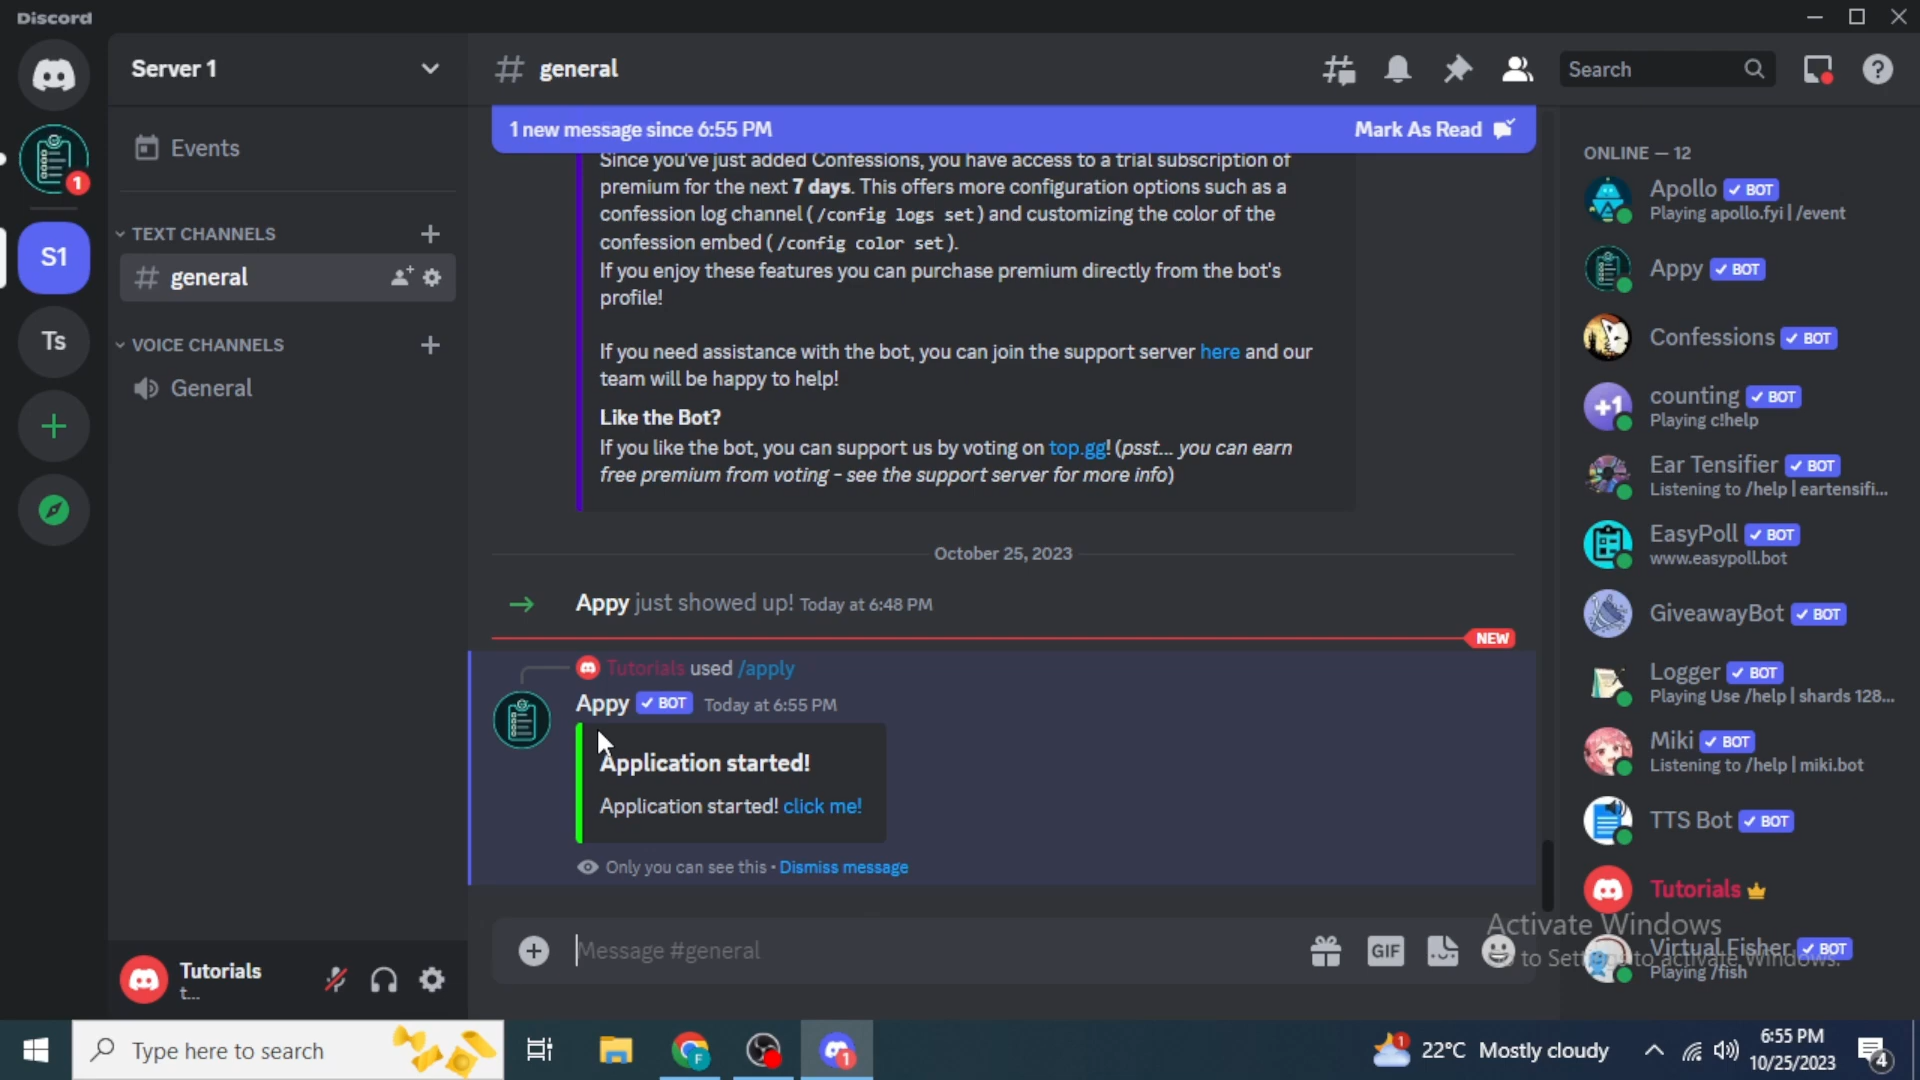 Discord
Server 1
Events
TEXT CHANNELS
general
VOICE CHANNELS
General
S1
Ts
1
Tutorials
t...
general
Search
1 new message since 6:55 PM
Mark As Read
Since you've just added Confessions, you have access to a trial subscription of
premium for the next 7 days. This offers more configuration options such as a
confession log channel (/config logs set) and customizing the color of the
confession embed (/config color set).
If you enjoy these features you can purchase premium directly from the bot's
profile!
If you need assistance with the bot, you can join the support server here and our
team will be happy to help!
Like the Bot?
If you like the bot, you can support us by voting on top.gg! (psst... you can earn
free premium from voting - see the support server for more info)
October 25, 2023
Appy just showed up! Today at 6:48 PM
NEW
Tutorials used /apply
Appy BOT Today at 6:55 PM
Application started!
Application started! click me!
Only you can see this • Dismiss message
Message #general
GIF
ONLINE — 12
Apollo BOT
Playing apollo.fyi | /event
Appy BOT
Confessions BOT
+1
counting BOT
Playing c!help
Ear Tensifier BOT
Listening to /help | eartensifi...
EasyPoll BOT
www.easypoll.bot
GiveawayBot BOT
Logger BOT
Playing Use /help | shards 128...
Miki BOT
Listening to /help | miki.bot
TTS Bot BOT
Tutorials
Virtual Fisher BOT
Playing /fish
Activate Windows
to Settings to activate Windows.
Type here to search
1
1
22°C Mostly cloudy
6:55 PM
10/25/2023
4